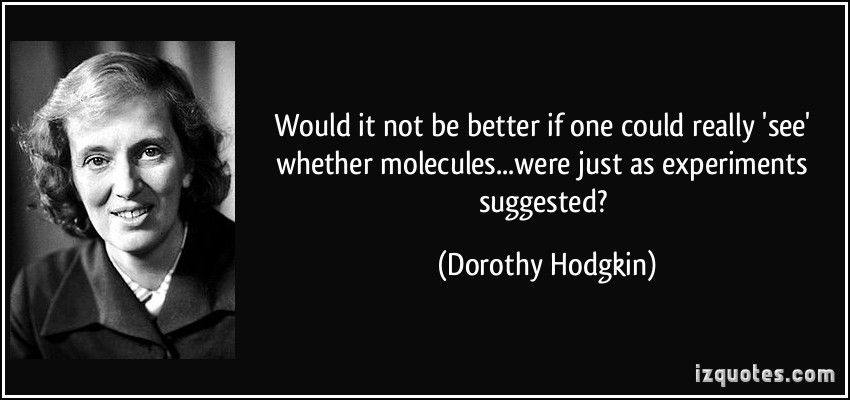 Would it not be better if one could really 'see'
whether molecules...were just as experiments
suggested?
(Dorothy Hodgkin)
izquotes.com